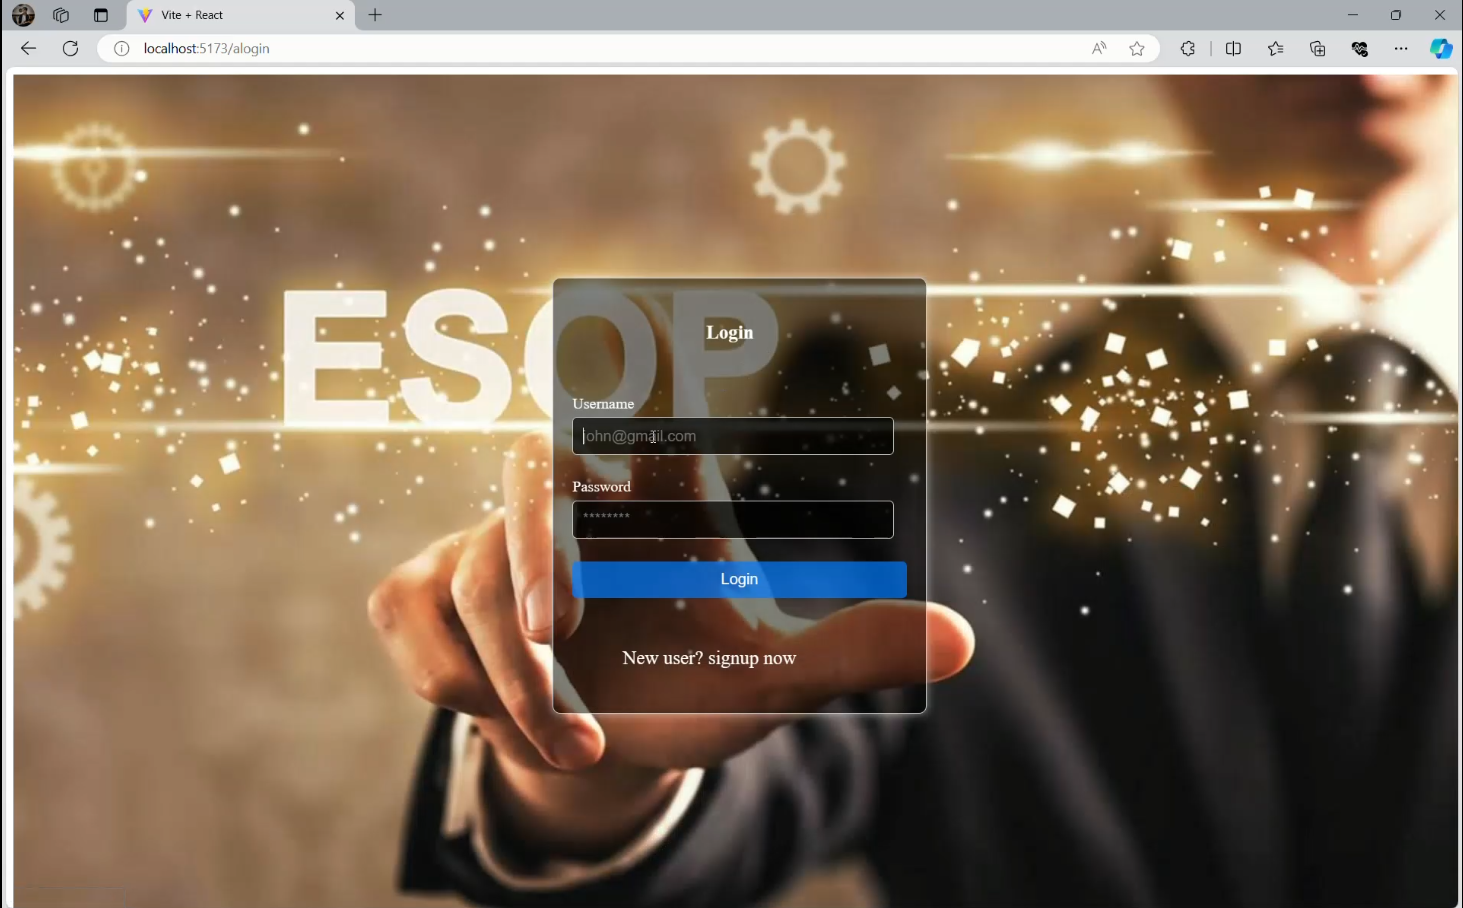 Vite + React
localhost:5173/alogin
ESOP
Login
Username
john@gmail.com
Password
********
Login
New user? signup now